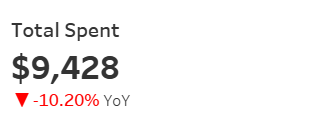 Total Spent
$9,428
▼ -10.20% YoY